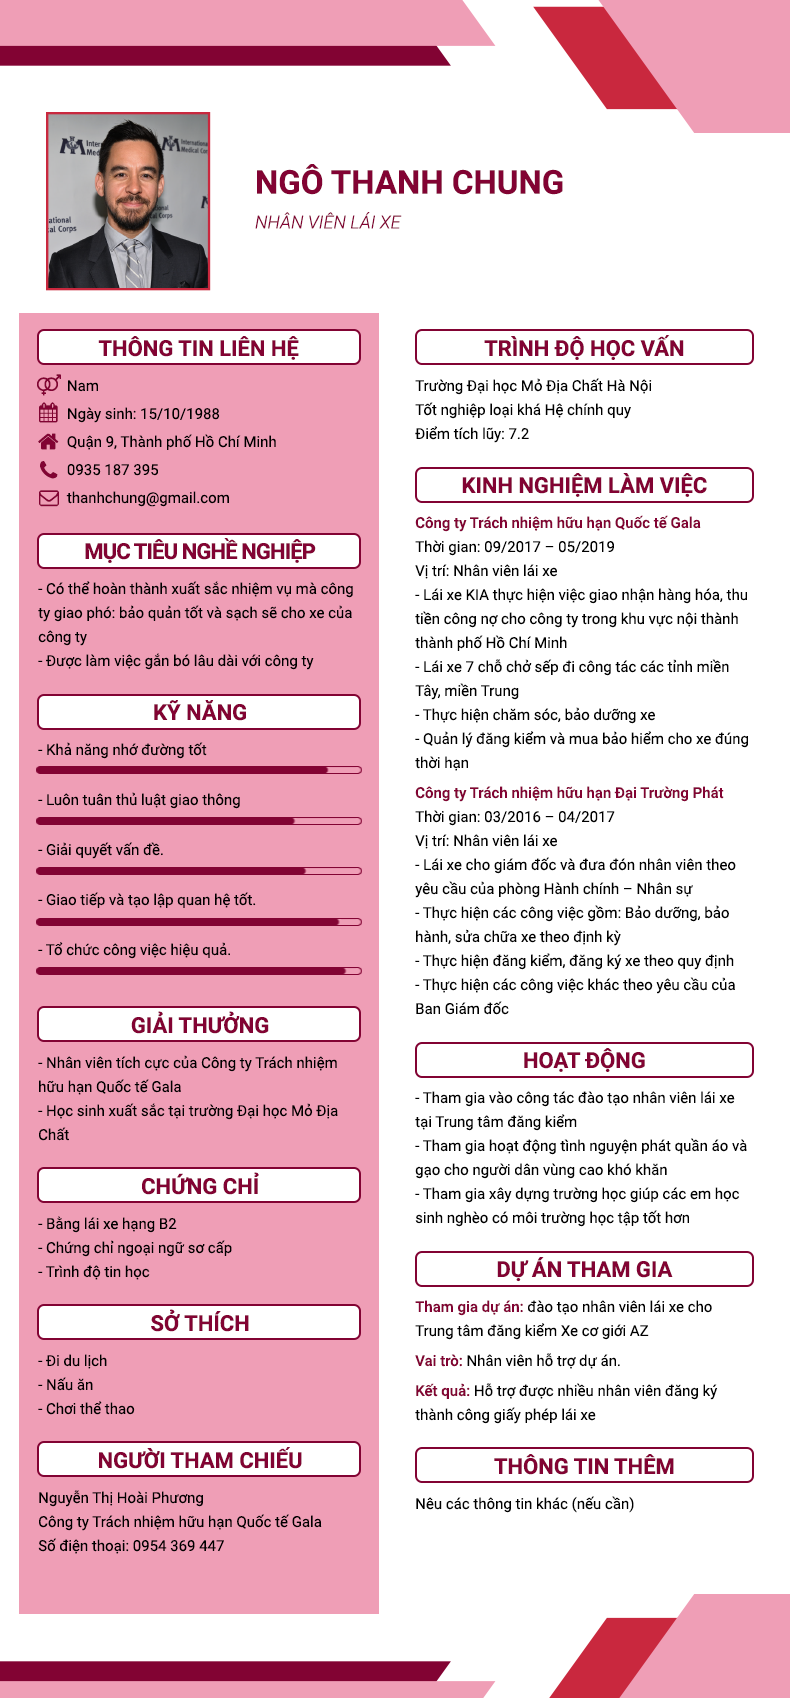 Inter
Med
International
Medical Cor
ational
cal Corps
NGÔ THANH CHUNG
NHÂN VIÊN LÁI XE
THÔNG TIN LIÊN HỆ
Nam
Ngày sinh: 15/10/1988
Quận 9, Thành phố Hồ Chí Minh
0935 187 395
thanhchung@gmail.com
MỤC TIÊU NGHỀ NGHIỆP
- Có thể hoàn thành xuất sắc nhiệm vụ mà công
ty giao phó: bảo quản tốt và sạch sẽ cho xe của
công ty
- Được làm việc gắn bó lâu dài với công ty
KỸ NĂNG
- Khả năng nhớ đường tốt
- Luôn tuân thủ luật giao thông
- Giải quyết vấn đề.
- Giao tiếp và tạo lập quan hệ tốt.
- Tổ chức công việc hiệu quả.
GIẢI THƯỞNG
- Nhân viên tích cực của Công ty Trách nhiệm
hữu hạn Quốc tế Gala
- Học sinh xuất sắc tại trường Đại học Mỏ Địa
Chất
CHỨNG CHỈ
- Bằng lái xe hạng B2
- Chứng chỉ ngoại ngữ sơ cấp
- Trình độ tin học
SỞ THÍCH
- Đi du lịch
- Nấu ăn
- Chơi thể thao
NGƯỜI THAM CHIẾU
Nguyễn Thị Hoài Phương
Công ty Trách nhiệm hữu hạn Quốc tế Gala
Số điện thoại: 0954 369 447
TRÌNH ĐỘ HỌC VẤN
Trường Đại học Mỏ Địa Chất Hà Nội
Tốt nghiệp loại khá Hệ chính quy
Điểm tích lũy: 7.2
KINH NGHIỆM LÀM VIỆC
Công ty Trách nhiệm hữu hạn Quốc tế Gala
Thời gian: 09/2017 – 05/2019
Vị trí: Nhân viên lái xe
- Lái xe KIA thực hiện việc giao nhận hàng hóa, thu
tiền công nợ cho công ty trong khu vực nội thành
thành phố Hồ Chí Minh
- Lái xe 7 chỗ chở sếp đi công tác các tỉnh miền
Tây, miền Trung
- Thực hiện chăm sóc, bảo dưỡng xe
- Quản lý đăng kiểm và mua bảo hiểm cho xe đúng
thời hạn
Công ty Trách nhiệm hữu hạn Đại Trường Phát
Thời gian: 03/2016 – 04/2017
Vị trí: Nhân viên lái xe
- Lái xe cho giám đốc và đưa đón nhân viên theo
yêu cầu của phòng Hành chính – Nhân sự
- Thực hiện các công việc gồm: Bảo dưỡng, bảo
hành, sửa chữa xe theo định kỳ
- Thực hiện đăng kiểm, đăng ký xe theo quy định
- Thực hiện các công việc khác theo yêu cầu của
Ban Giám đốc
HOẠT ĐỘNG
- Tham gia vào công tác đào tạo nhân viên lái xe
tại Trung tâm đăng kiểm
- Tham gia hoạt động tình nguyện phát quần áo và
gạo cho người dân vùng cao khó khăn
- Tham gia xây dựng trường học giúp các em học
sinh nghèo có môi trường học tập tốt hơn
DỰ ÁN THAM GIA
Tham gia dự án: đào tạo nhân viên lái xe cho
Trung tâm đăng kiểm Xe cơ giới AZ
Vai trò: Nhân viên hỗ trợ dự án.
Kết quả: Hỗ trợ được nhiều nhân viên đăng ký
thành công giấy phép lái xe
THÔNG TIN THÊM
Nêu các thông tin khác (nếu cần)